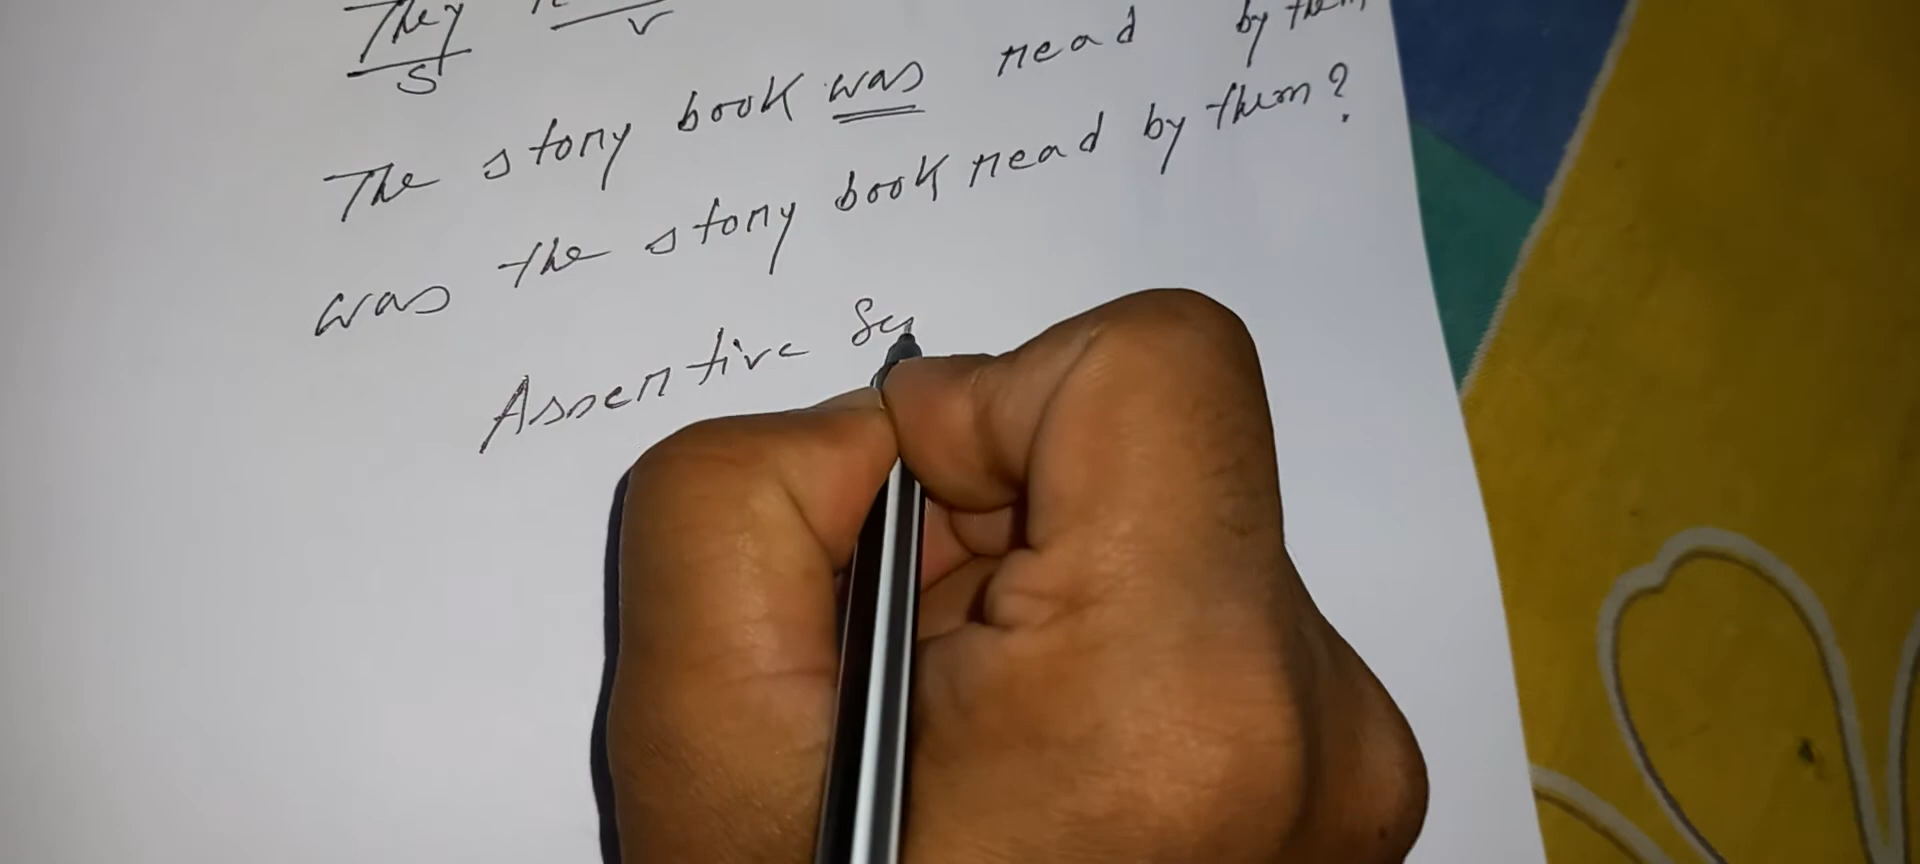 They
S V
The story book was read by them
was the story book read by them?
Assertive Se